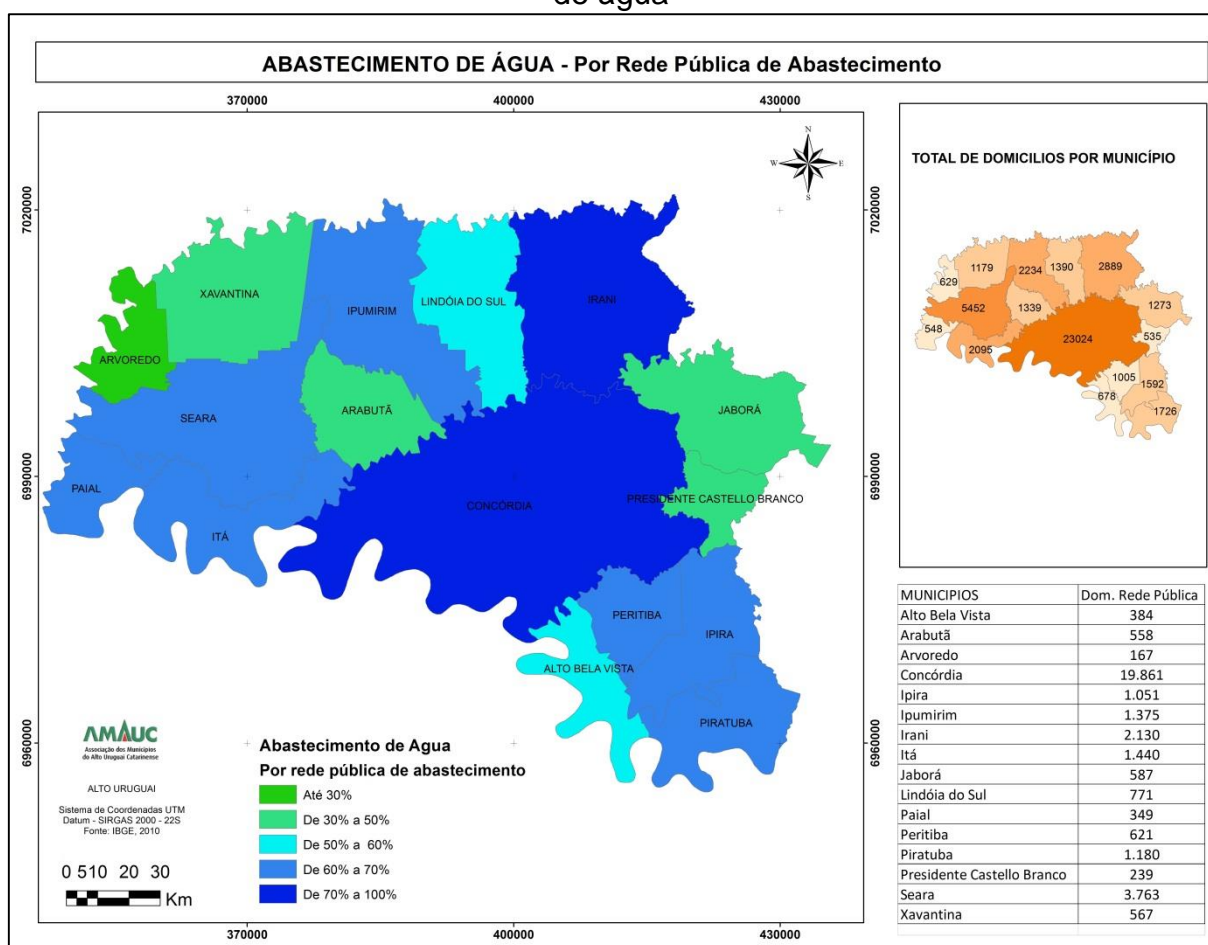 de água
ABASTECIMENTO DE ÁGUA - Por Rede Pública de Abastecimento
370000
400000
430000
7020000
6990000
6960000
N
W
E
S
XAVANTINA
ARVOREDO
IPUMIRIM
LINDÓIA DO SUL
IRANI
SEARA
ARABUTÃ
JABORÁ
PAIAL
ITÁ
CONCÓRDIA
PRESIDENTE CASTELLO BRANCO
PERITIBA
IPIRA
ALTO BELA VISTA
PIRATUBA
AMAUC
Associação dos Municípios
do Alto Uruguai Catarinense
ALTO URUGUAI
Sistema de Coordenadas UTM
Datum - SIRGAS 2000 - 22S
Fonte: IBGE, 2010
0 510 20 30
Km
Abastecimento de Agua
Por rede pública de abastecimento
Até 30%
De 30% a 50%
De 50% a 60%
De 60% a 70%
De 70% a 100%
370000
400000
430000
7020000
6990000
6960000
TOTAL DE DOMICILIOS POR MUNICÍPIO
1179
2234
1390
2889
629
5452
1339
1273
548
2095
23024
535
1005
1592
678
1726
MUNICIPIOS Dom. Rede Pública
Alto Bela Vista 384
Arabutã 558
Arvoredo 167
Concórdia 19.861
Ipira 1.051
Ipumirim 1.375
Irani 2.130
Itá 1.440
Jaborá 587
Lindóia do Sul 771
Paial 349
Peritiba 621
Piratuba 1.180
Presidente Castello Branco 239
Seara 3.763
Xavantina 567